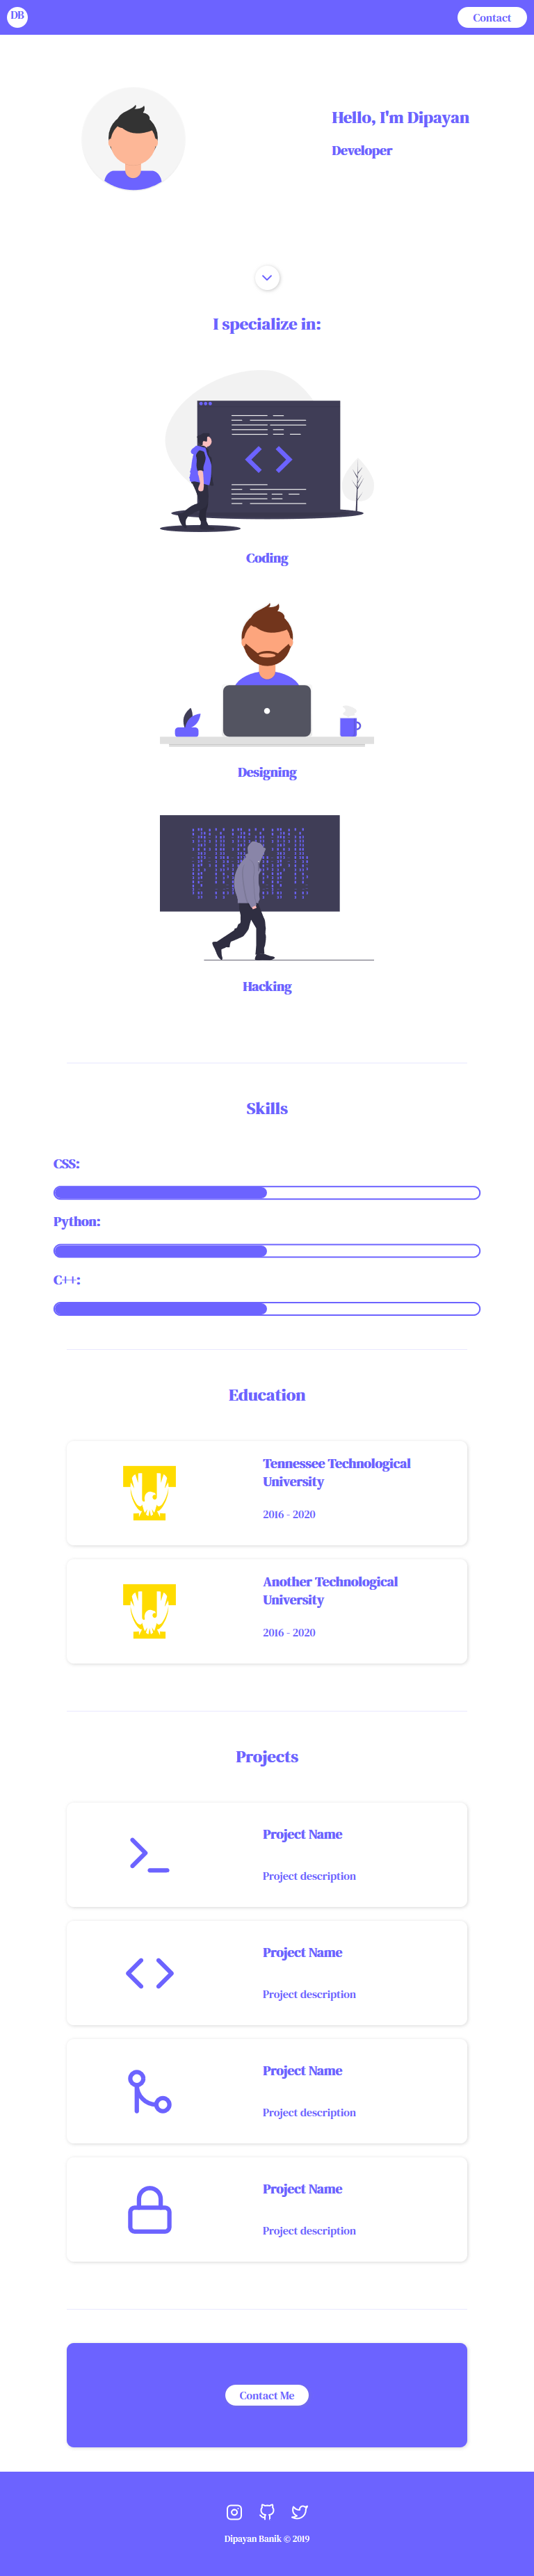 DB
Contact
Hello, I'm Dipayan
Developer
I specialize in:
Coding
Designing
Hacking
Skills
CSS:
Python:
C++:
Education
Tennessee Technological
University
2016 - 2020
Another Technological
University
2016 - 2020
Projects
Project Name
Project description
Project Name
Project description
Project Name
Project description
Project Name
Project description
Contact Me
Dipayan Banik © 2019